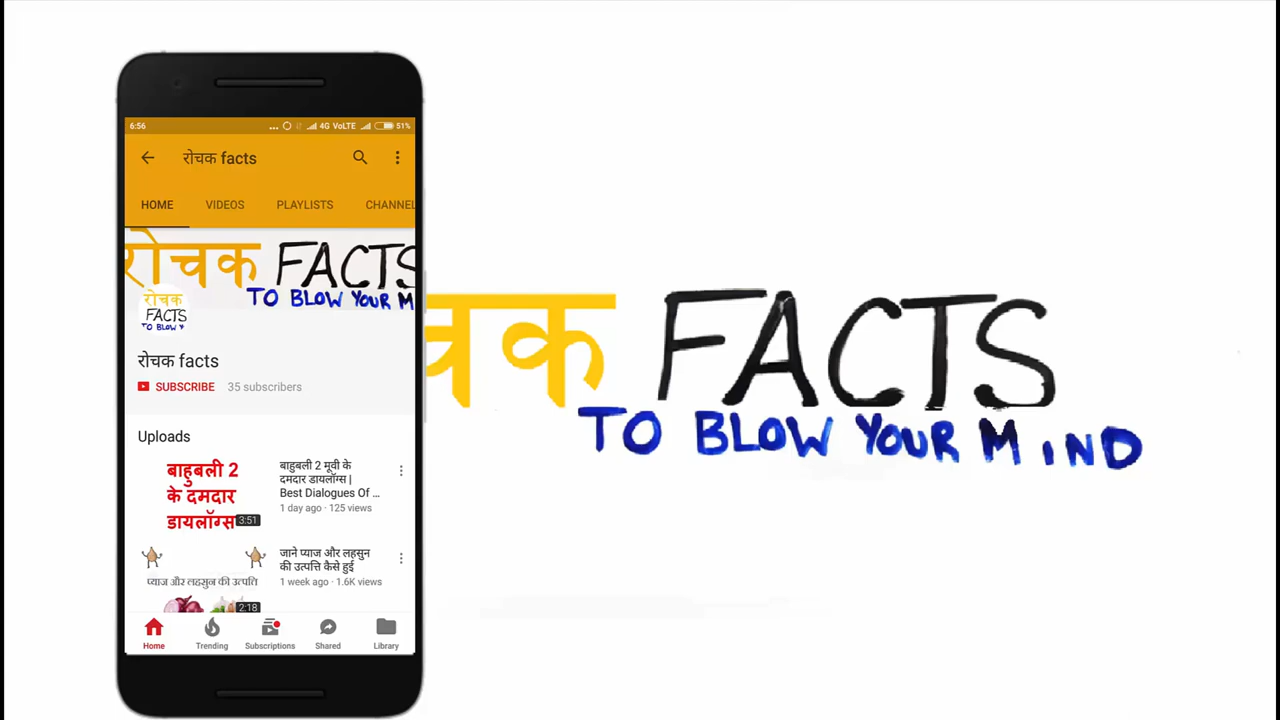 6:56 ... 4G VoLTE 51%
रोचक facts
HOME VIDEOS PLAYLISTS CHANNEL
रोचक FACTS
TO BLOW YOUR M
रोचक
FACTS
TO BLOW Y
रोचक facts
SUBSCRIBE 35 subscribers
Uploads
बाहुबली 2
के दमदार
डायलॉग्स
3:51
बाहुबली 2 मूवी के
दमदार डायलॉग्स |
Best Dialogues Of ...
1 day ago · 125 views
प्याज और लहसुन की उत्पत्ति
2:18
जाने प्याज और लहसुन
की उत्पत्ति कैसे हुई
1 week ago · 1.6K views
Home Trending Subscriptions Shared Library
चक FACTS
TO BLOW YOUR MIND